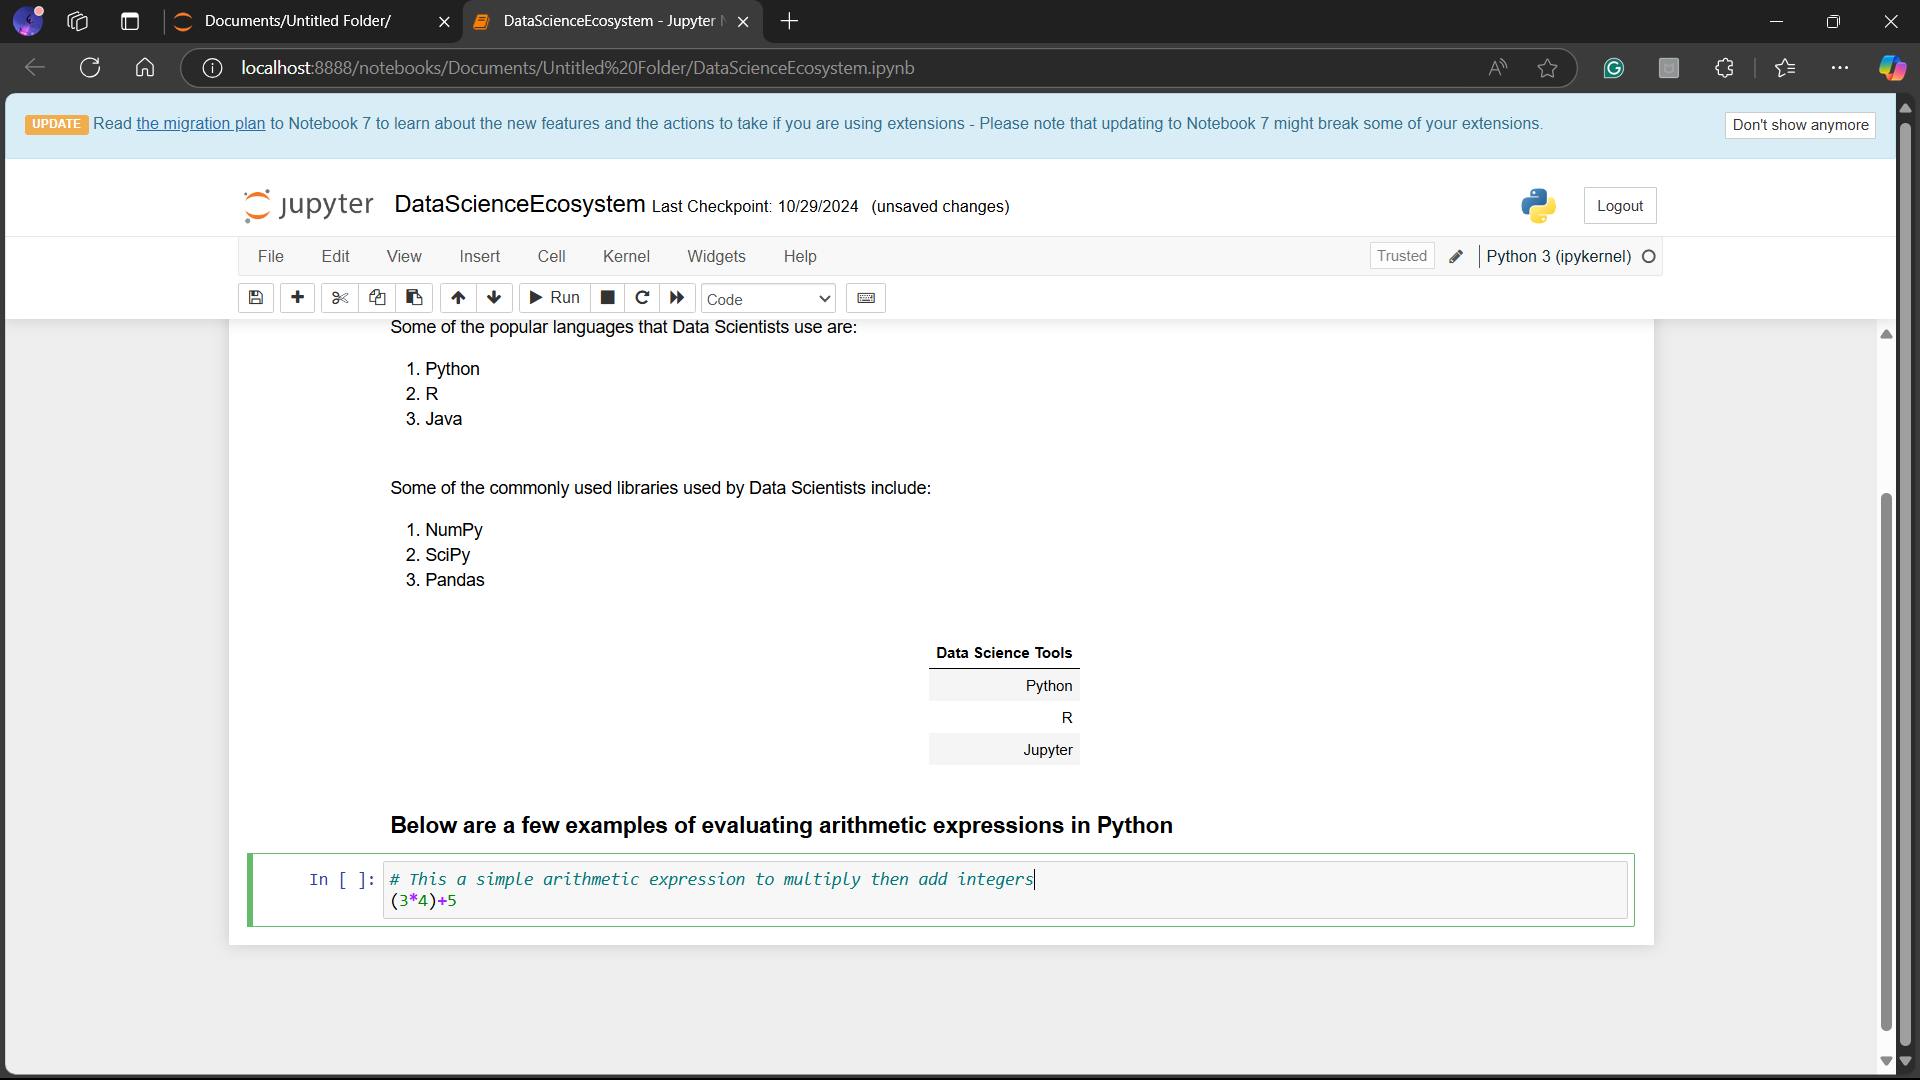 Documents/Untitled Folder/
DataScienceEcosystem - Jupyter
localhost:8888/notebooks/Documents/Untitled%20Folder/DataScienceEcosystem.ipynb
UPDATE Read the migration plan to Notebook 7 to learn about the new features and the actions to take if you are using extensions - Please note that updating to Notebook 7 might break some of your extensions.
Don't show anymore
jupyter DataScienceEcosystem Last Checkpoint: 10/29/2024 (unsaved changes)
Logout
File Edit View Insert Cell Kernel Widgets Help
Trusted Python 3 (ipykernel)
Run Code
Some of the popular languages that Data Scientists use are:
1. Python
2. R
3. Java
Some of the commonly used libraries used by Data Scientists include:
1. NumPy
2. SciPy
3. Pandas
Data Science Tools
Python
R
Jupyter
Below are a few examples of evaluating arithmetic expressions in Python
In [ ]: # This a simple arithmetic expression to multiply then add integers
(3*4)+5